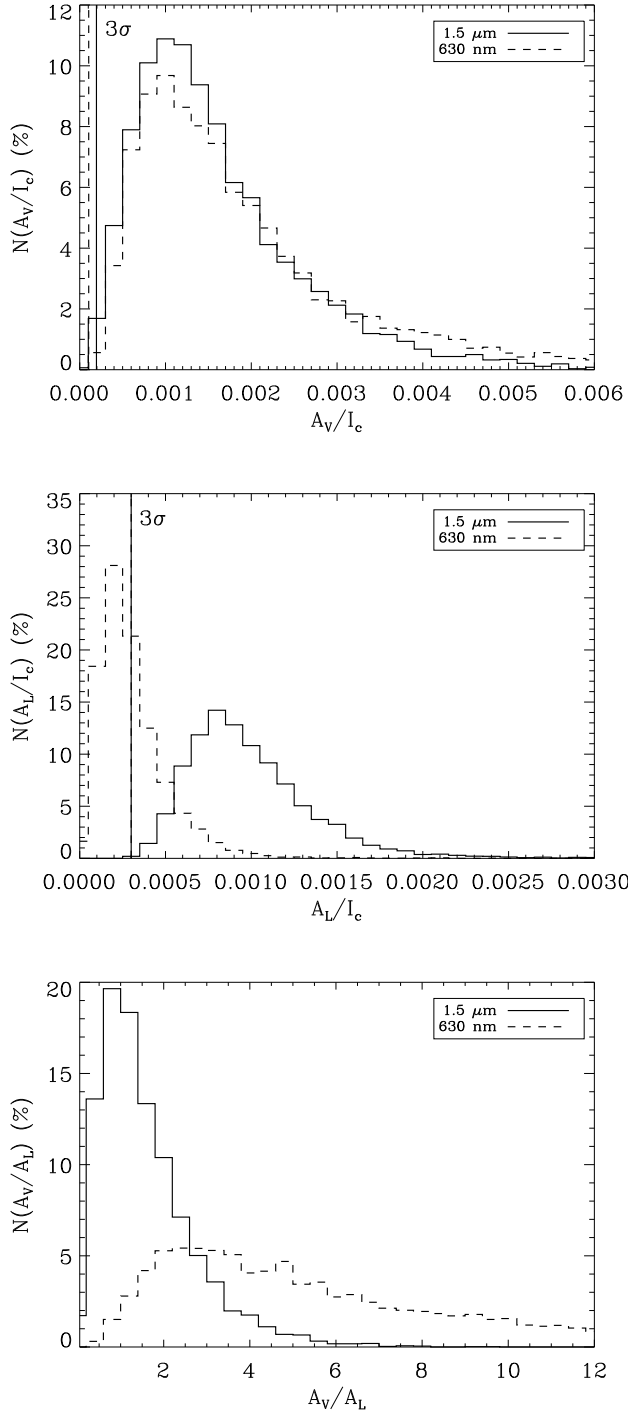 12
10
8
6
4
2
0
N(A_V/I_c) (%)
3σ
1.5 μm
630 nm
0.000 0.001 0.002 0.003 0.004 0.005 0.006
A_V/I_c
35
30
25
20
15
10
5
0
N(A_L/I_c) (%)
3σ
1.5 μm
630 nm
0.0000 0.0005 0.0010 0.0015 0.0020 0.0025 0.0030
A_L/I_c
20
15
10
5
0
N(A_V/A_L) (%)
1.5 μm
630 nm
2 4 6 8 10 12
A_V/A_L